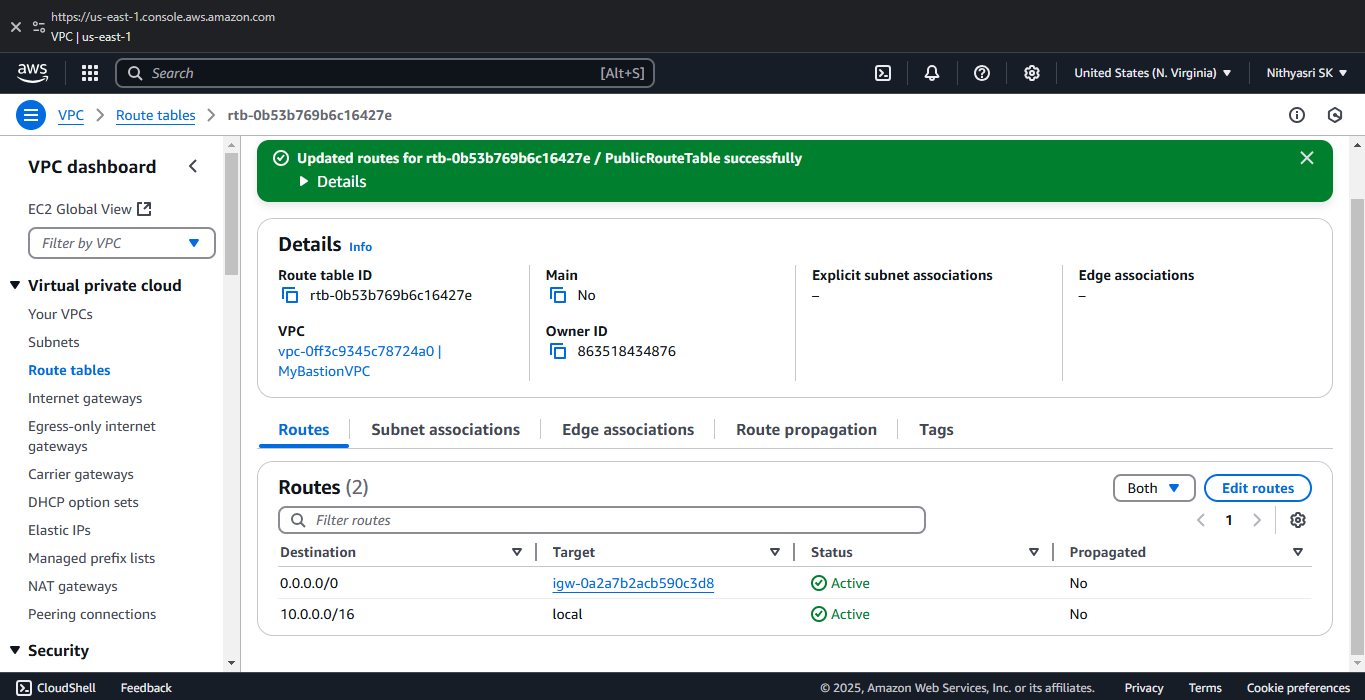 https://us-east-1.console.aws.amazon.com
VPC | us-east-1
aws
Search [Alt+S]
United States (N. Virginia)
Nithyasri SK
VPC
Route tables
rtb-0b53b769b6c16427e
VPC dashboard
EC2 Global View
Filter by VPC
Virtual private cloud
Your VPCs
Subnets
Route tables
Internet gateways
Egress-only internet
gateways
Carrier gateways
DHCP option sets
Elastic IPs
Managed prefix lists
NAT gateways
Peering connections
Security
Updated routes for rtb-0b53b769b6c16427e / PublicRouteTable successfully
Details
Details Info
Route table ID
rtb-0b53b769b6c16427e
VPC
vpc-0ff3c9345c78724a0 |
MyBastionVPC
Main
No
Owner ID
863518434876
Explicit subnet associations
–
Edge associations
–
Routes
Subnet associations
Edge associations
Route propagation
Tags
Routes (2)
Both
Edit routes
Filter routes
1
Destination Target Status Propagated
0.0.0.0/0 igw-0a2a7b2acb590c3d8 Active No
10.0.0.0/16 local Active No
CloudShell
Feedback
© 2025, Amazon Web Services, Inc. or its affiliates.
Privacy
Terms
Cookie preferences